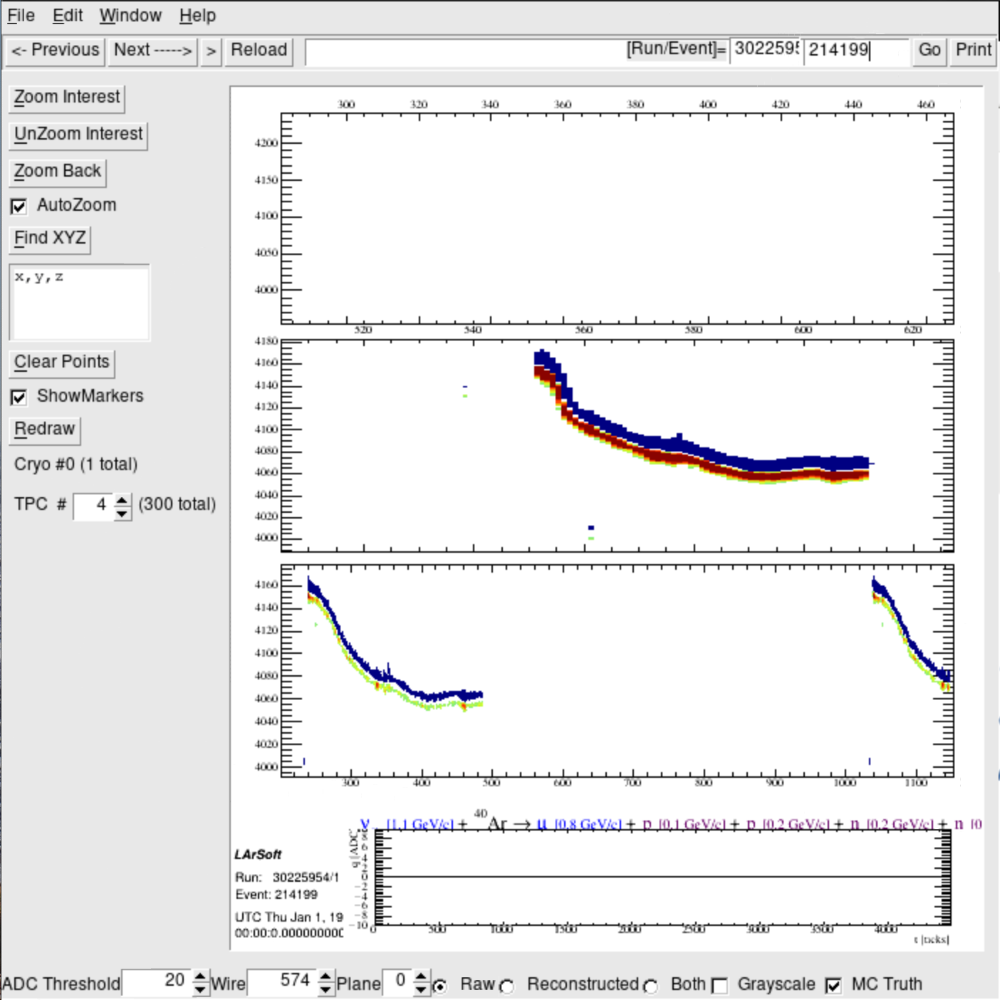 File Edit Window Help
<- Previous Next -----> > Reload [Run/Event]= 3022595 214199 Go Print
Zoom Interest
UnZoom Interest
Zoom Back
AutoZoom
Find XYZ
x,y,z
Clear Points
ShowMarkers
Redraw
Cryo #0 (1 total)
TPC # 4 (300 total)
300 320 340 360 380 400 420 440 460
4200
4150
4100
4050
4000
520 540 560 580 600 620
4180
4160
4140
4120
4100
4080
4060
4040
4020
4000
4160
4140
4120
4100
4080
4060
4040
4020
4000
300 400 500 600 700 800 900 1000 1100
ν [1.1 GeV/c] + 40Ar → μ [0.8 GeV/c] + p [0.1 GeV/c] + p [0.2 GeV/c] + n [0.2 GeV/c] + n [0
q [ADC]
8
6
4
2
0
−2
−4
−6
−8
−10
0 500 1000 1500 2000 2500 3000 3500 4000
t [ticks]
LArSoft
Run: 30225954/1
Event: 214199
UTC Thu Jan 1, 19
00:00:0.000000000
ADC Threshold 20 Wire 574 Plane 0 Raw Reconstructed Both Grayscale MC Truth